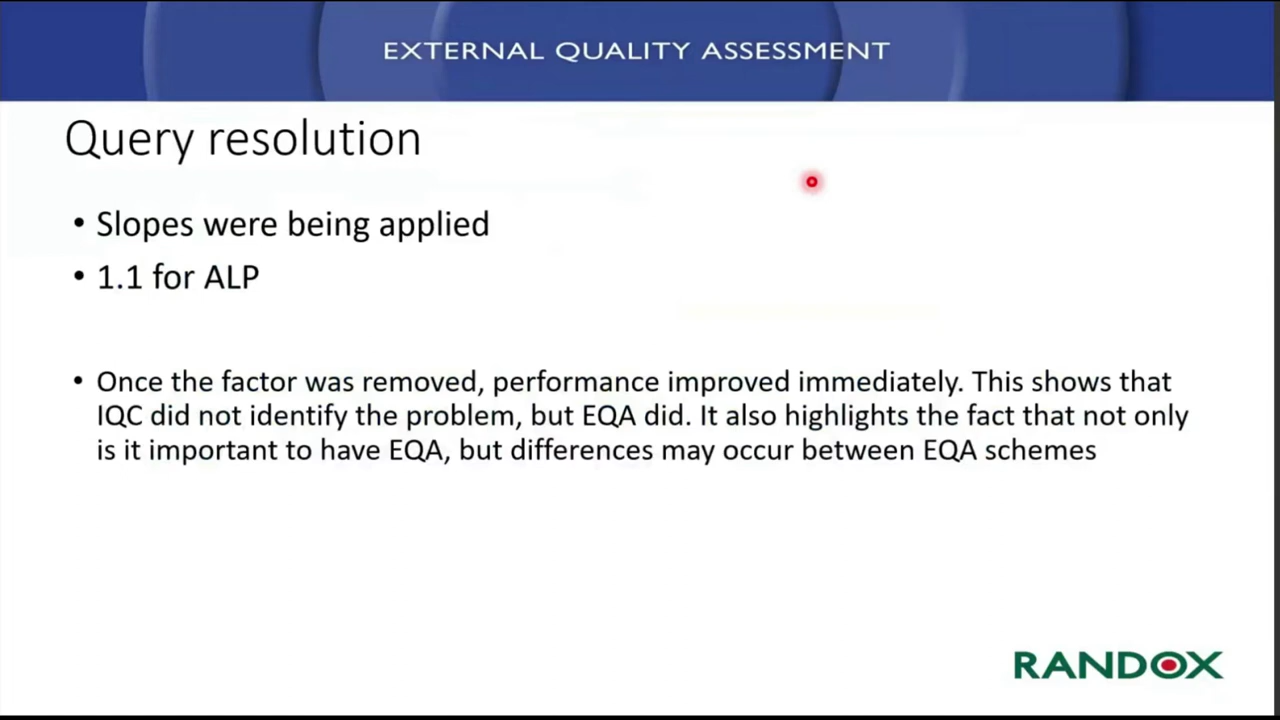 EXTERNAL QUALITY ASSESSMENT
Query resolution
• Slopes were being applied
• 1.1 for ALP
• Once the factor was removed, performance improved immediately. This shows that
IQC did not identify the problem, but EQA did. It also highlights the fact that not only
is it important to have EQA, but differences may occur between EQA schemes
RANDOX